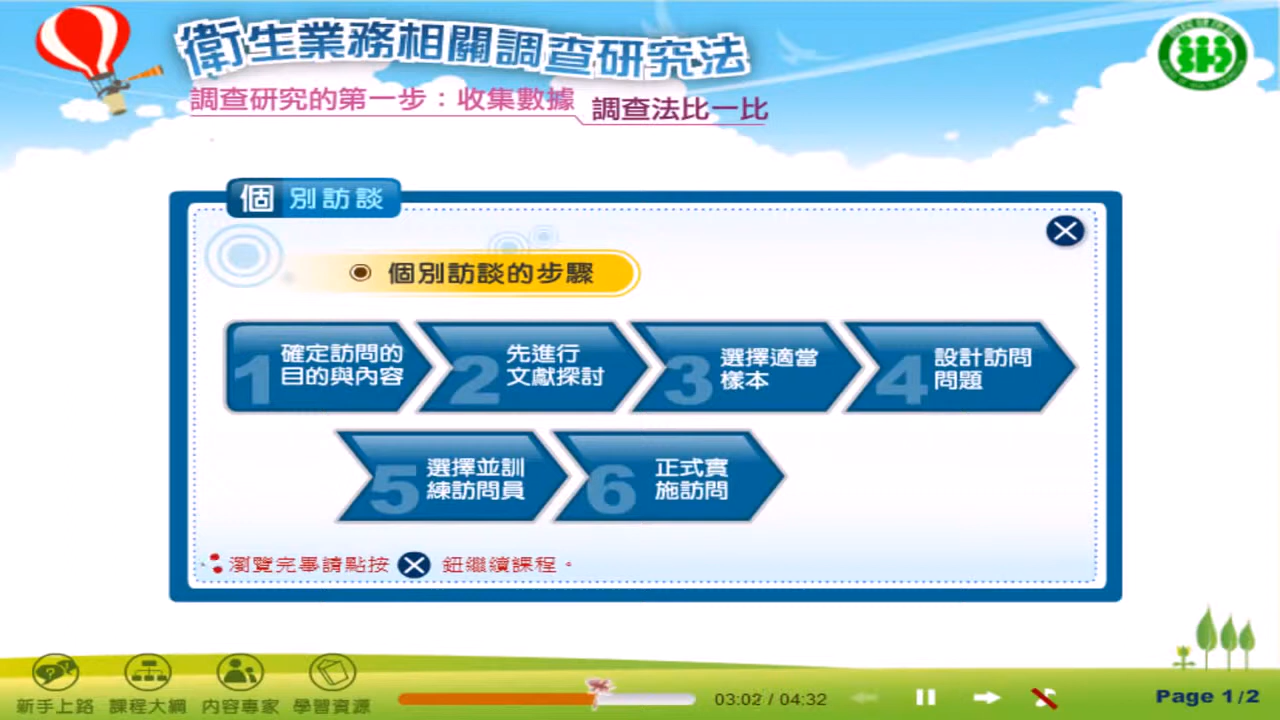 衛生業務相關調查研究法
調查研究的第一步：收集數據 調查法比一比
個別訪談
個別訪談的步驟
1 確定訪問的
目的與內容
2 先進行
文獻探討
3 選擇適當
樣本
4 設計訪問
問題
5 選擇並訓
練訪問員
6 正式實
施訪問
瀏覽完畢請點按 鈕繼續課程。
新手上路 課程大綱 內容專家 學習資源
03:02 / 04:32
Page 1/2